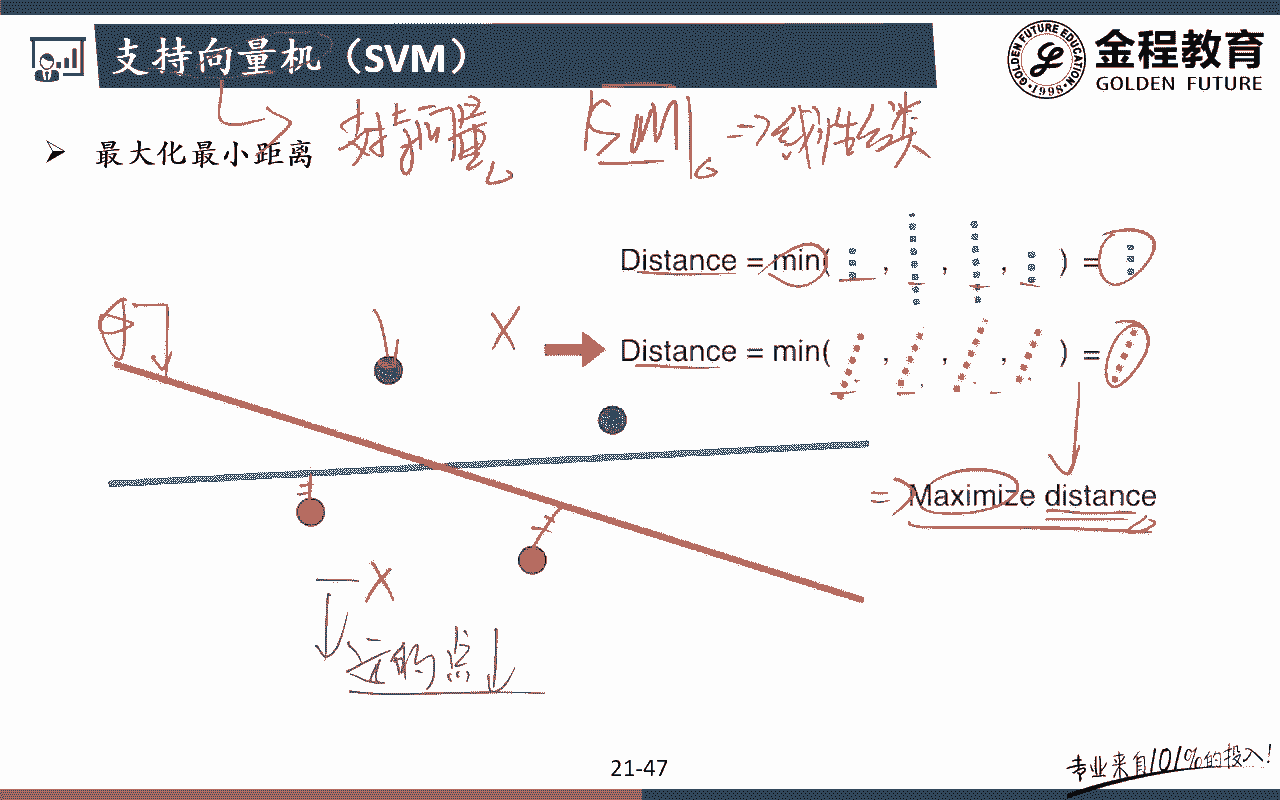 支持向量机（SVM）
金程教育
GOLDEN FUTURE
GOLDEN FUTURE EDUCATION
·1998·
➢ 最大化最小距离
支持向量
SVM => 线性分类
Distance = min( , , , ) =
X
Distance = min( , , , ) =
=> Maximize distance
X
远的点
21-47
专业来自101%的投入!